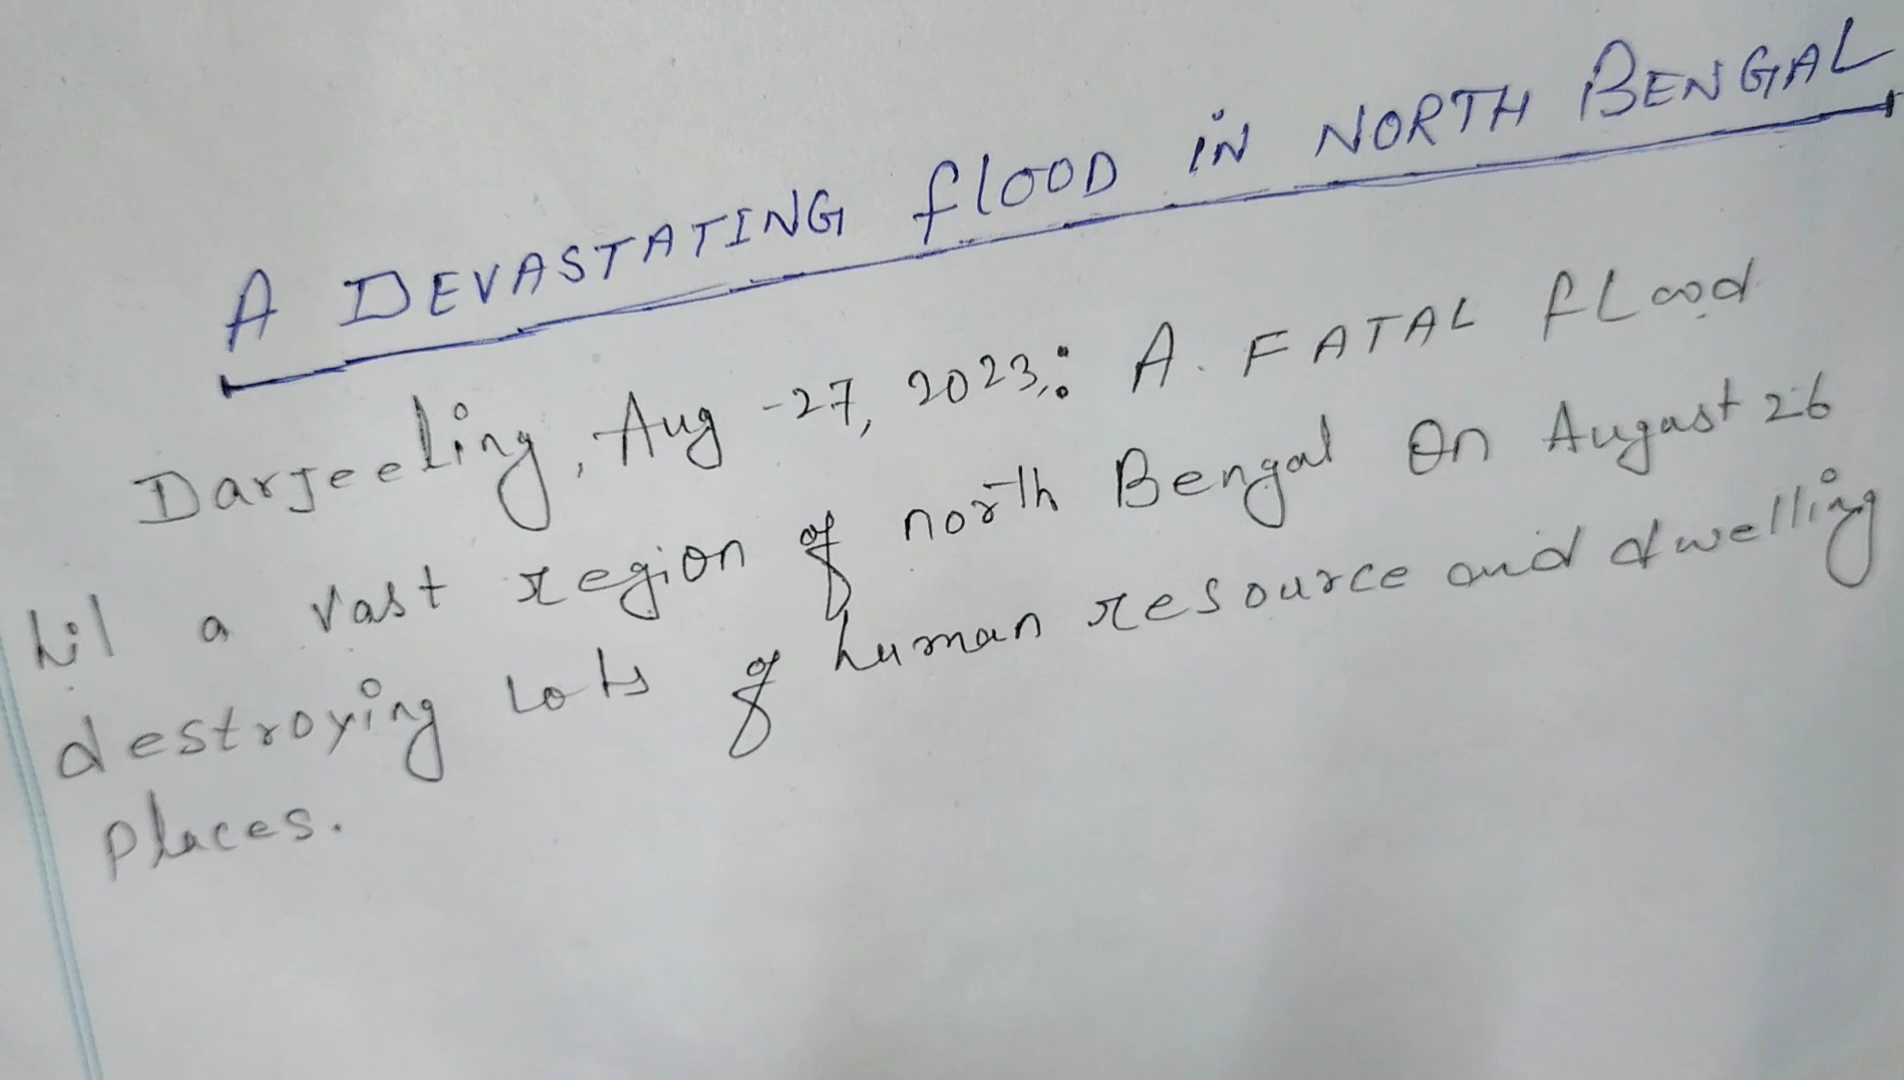 A DEVASTATING flOOD iN NORTH BENGAL
Darjeeling, Aug -27, 2023,: A. FATAL fLood
hil a vast region of north Bengal On August 26
destroying Lots of human resource and dwelling
places.